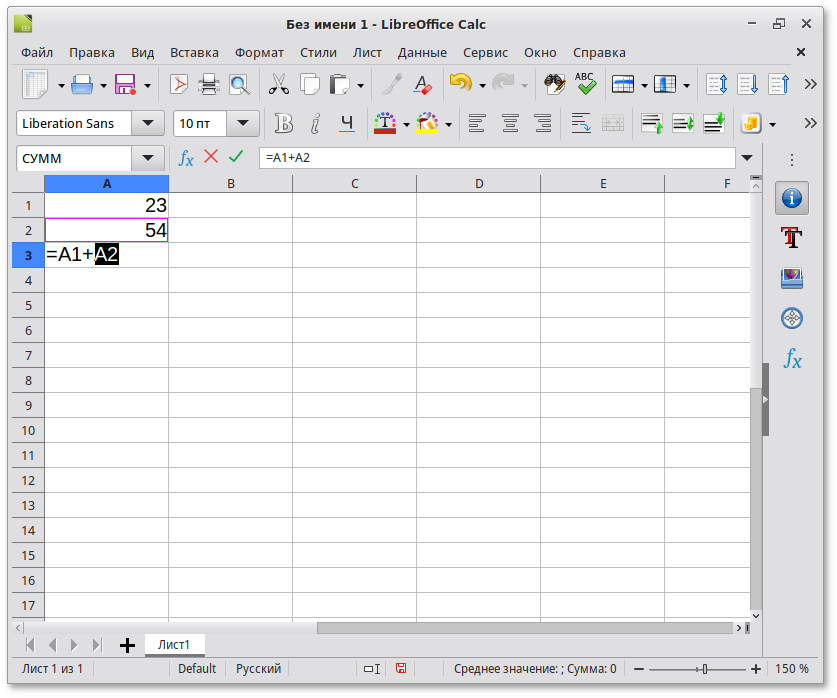 Без имени 1 - LibreOffice Calc
Файл Правка Вид Вставка Формат Стили Лист Данные Сервис Окно Справка
ABC
Liberation Sans 10 пт B i Ч T
СУММ fx =A1+A2
A B C D E F
1 23
2 54
3 =A1+A2
4
5
6
7
8
9
10
11
12
13
14
15
16
17
Лист1
Лист 1 из 1 Default Русский Среднее значение: ; Сумма: 0 150 %